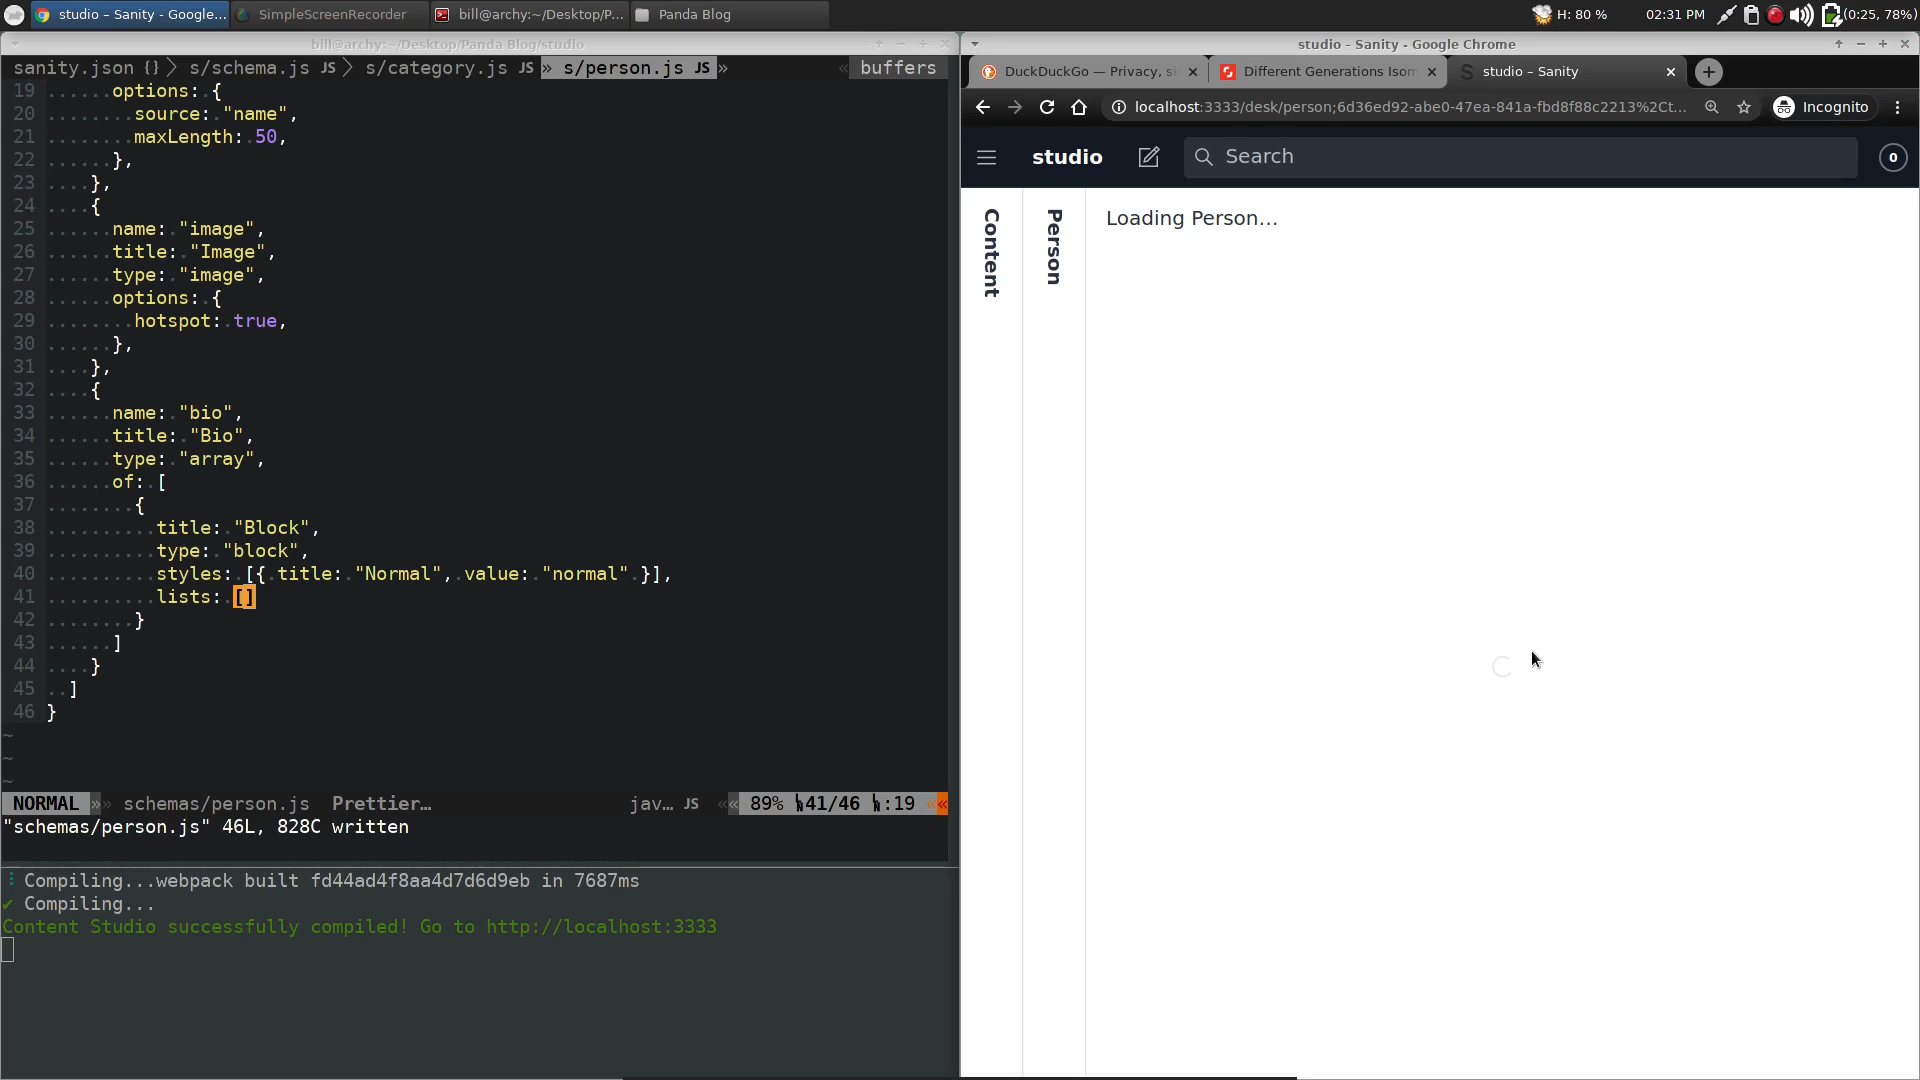 studio – Sanity - Google...
SimpleScreenRecorder
bill@archy:~/Desktop/P...
Panda Blog
H: 80 %
02:31 PM
(0:25, 78%)
bill@archy:~/Desktop/Panda Blog/studio
studio - Sanity - Google Chrome
sanity.json {} 〉 s/schema.js JS 〉 s/category.js JS » s/person.js JS » « buffers
19 ......options:.{
20 ........source:."name",
21 ........maxLength:.50,
22 ......},
23 ....},
24 ....{
25 ......name:."image",
26 ......title:."Image",
27 ......type:."image",
28 ......options:.{
29 ........hotspot:.true,
30 ......},
31 ....},
32 ....{
33 ......name:."bio",
34 ......title:."Bio",
35 ......type:."array",
36 ......of:.[
37 ........{
38 ..........title:."Block",
39 ..........type:."block",
40 ..........styles:.[{.title:."Normal",.value:."normal".}],
41 ..........lists:.[]
42 ........}
43 ......]
44 ....}
45 ..]
46 }
~
~
~
NORMAL »» schemas/person.js Prettier… jav… JS «« 89% 41/46 :19 ««
"schemas/person.js" 46L, 828C written
Compiling...webpack built fd44ad4f8aa4d7d6d9eb in 7687ms
✔ Compiling...
Content Studio successfully compiled! Go to http://localhost:3333
DuckDuckGo — Privacy, si
Different Generations Isom
studio – Sanity
localhost:3333/desk/person;6d36ed92-abe0-47ea-841a-fbd8f88c2213%2Ct...
Incognito
studio
Search
0
Content
Person
Loading Person…